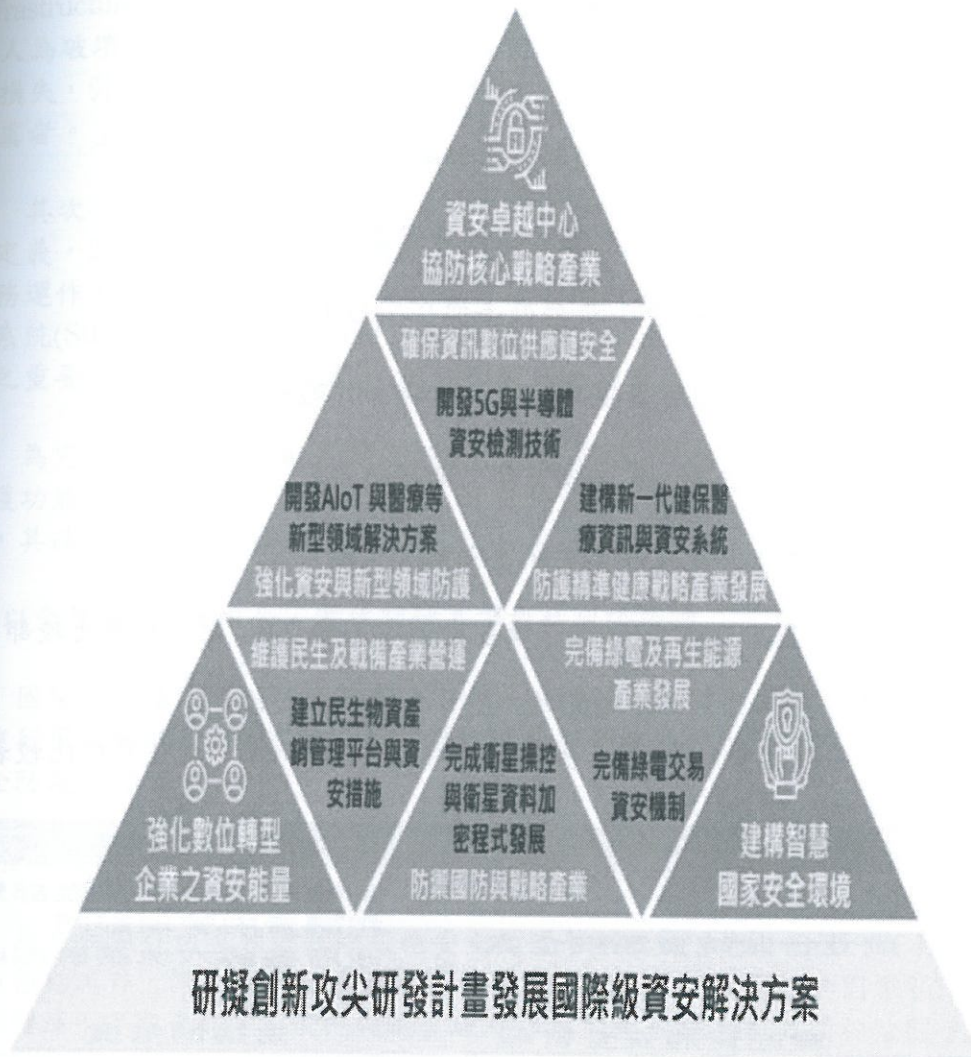 資安卓越中心
協防核心戰略產業
確保資訊數位供應鏈安全
開發5G與半導體
資安檢測技術
開發AIoT 與醫療等
新型領域解決方案
強化資安與新型領域防護
建構新一代健保醫
療資訊與資安系統
防護精準健康戰略產業發展
強化數位轉型
企業之資安能量
維護民生及戰備產業營運
建立民生物資產
銷管理平台與資
安措施
完成衛星操控
與衛星資料加
密程式發展
防禦國防與戰略產業
完備綠電及再生能源
產業發展
完備綠電交易
資安機制
建構智慧
國家安全環境
研擬創新攻尖研發計畫發展國際級資安解決方案